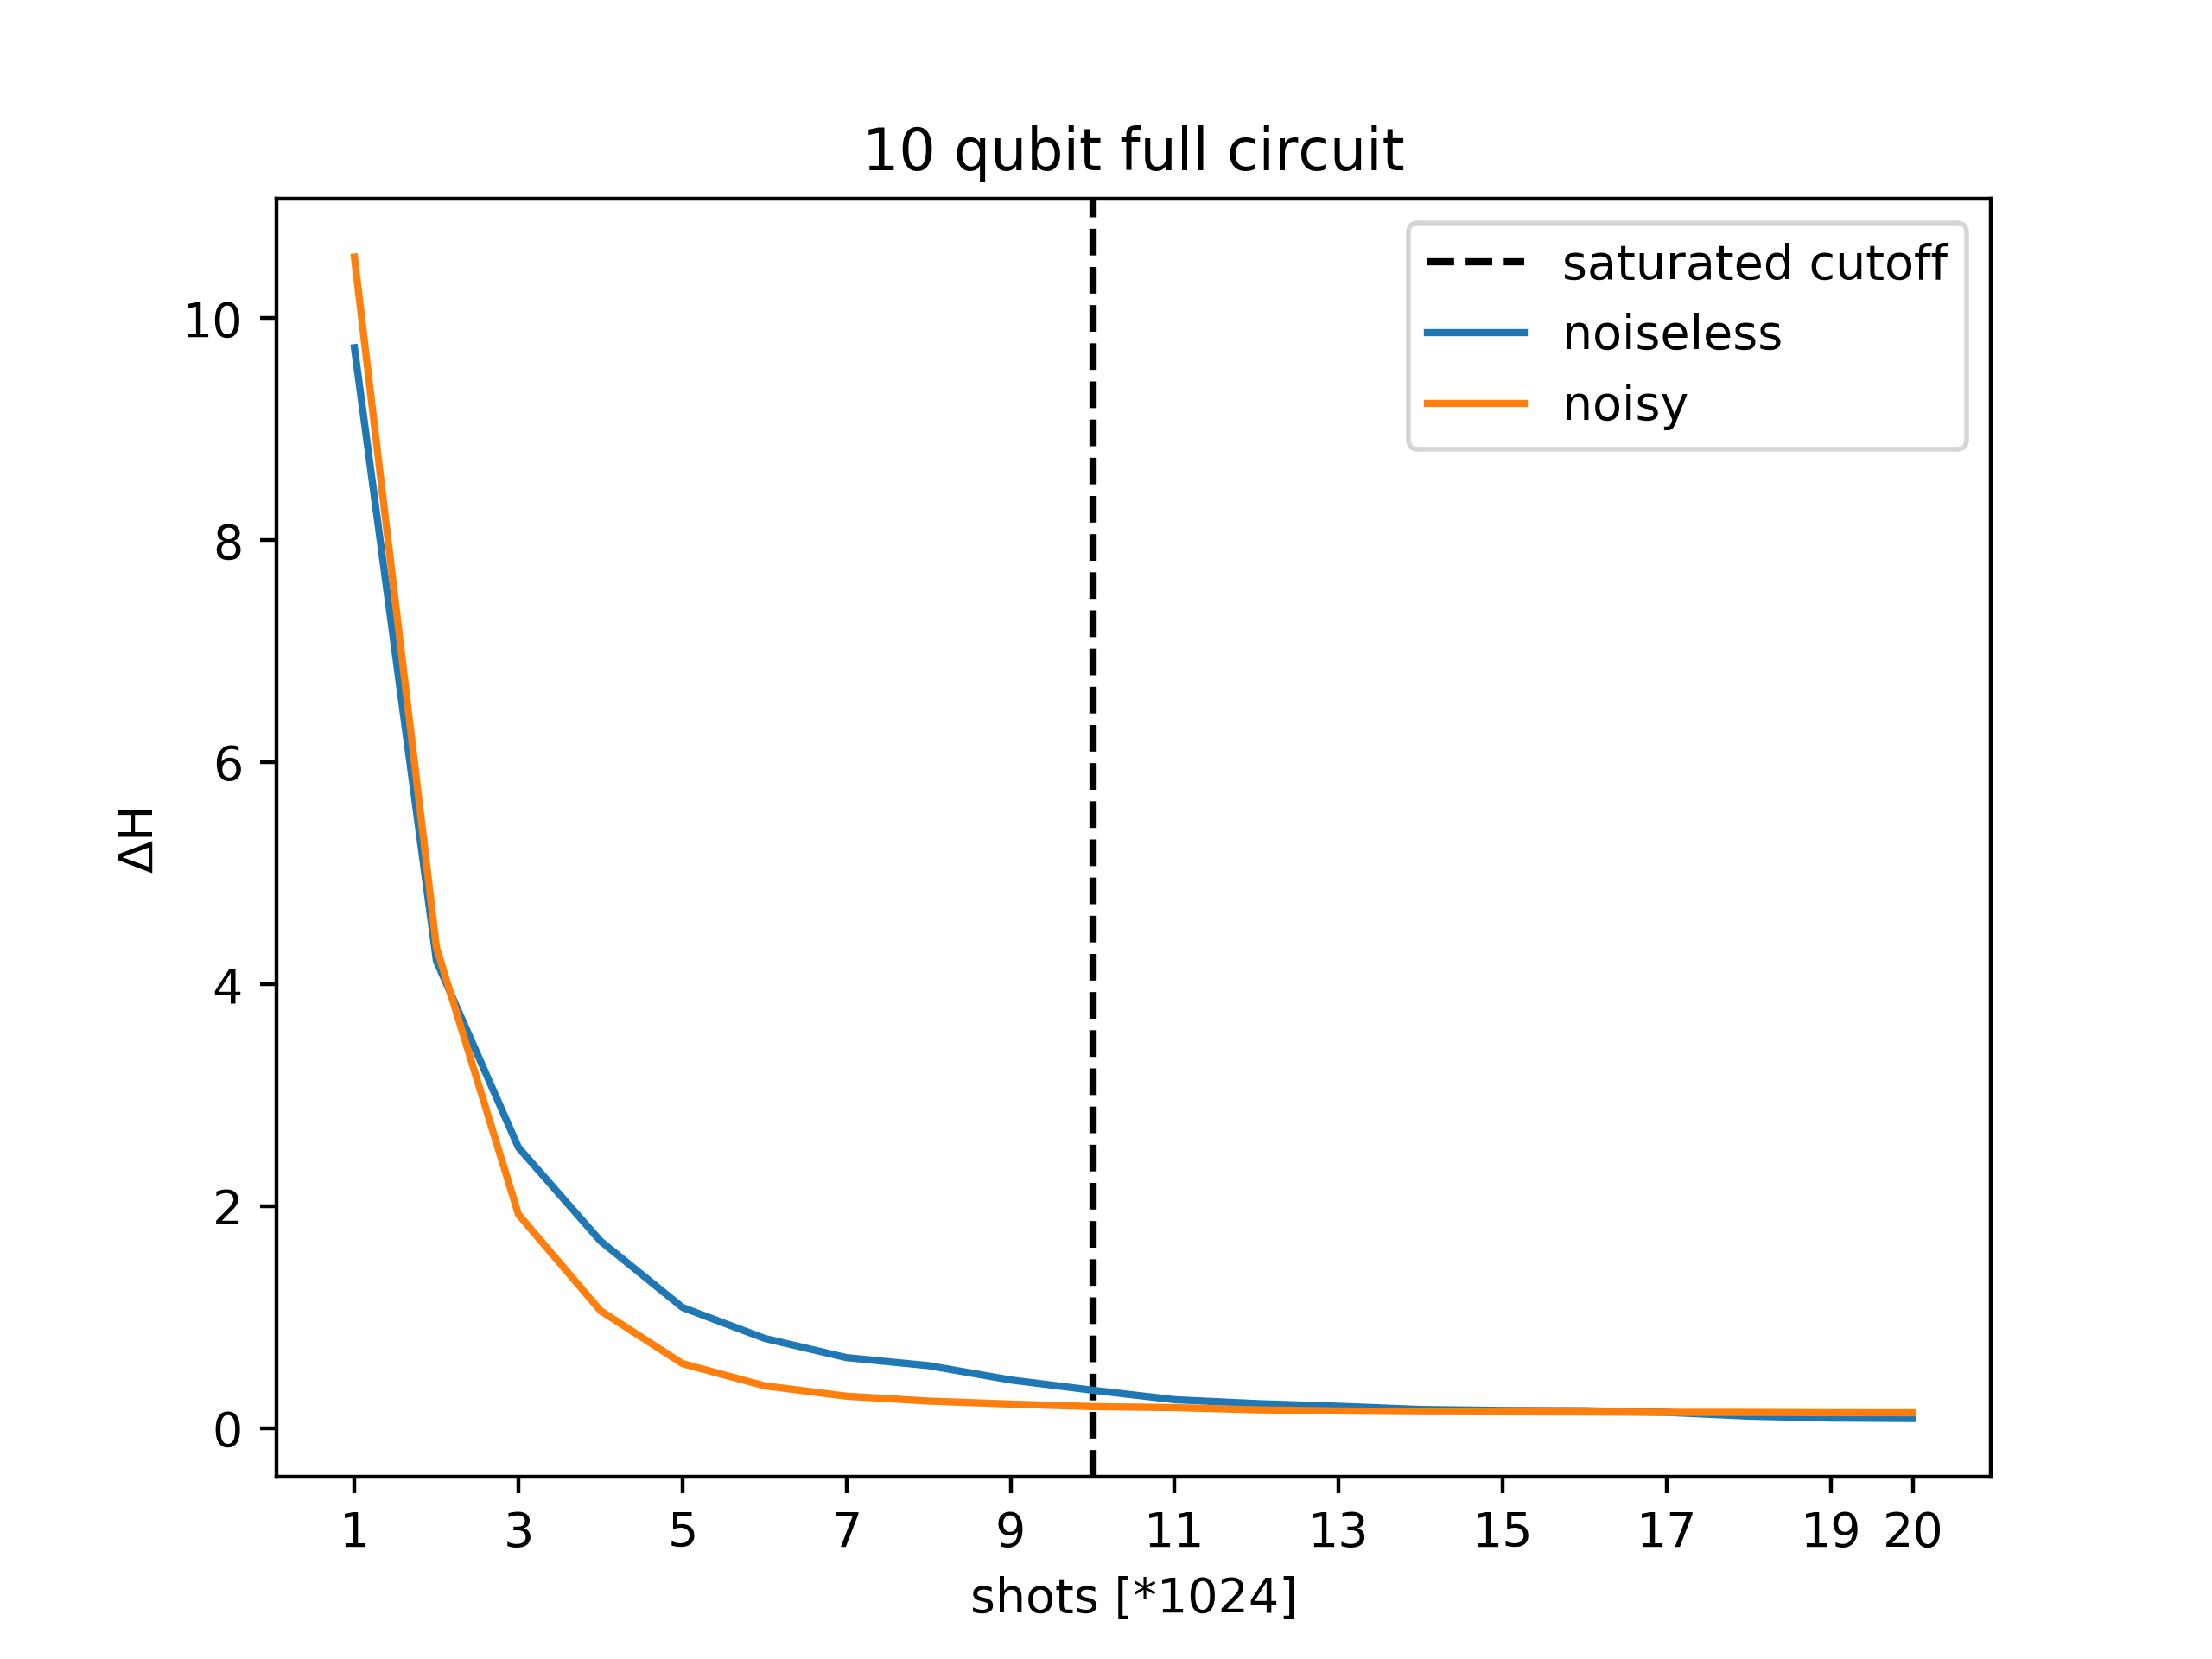 10 qubit full circuit
saturated cutoff
noiseless
noisy
10
8
6
4
2
0
ΔH
1 3 5 7 9 11 13 15 17 19 20
shots [*1024]